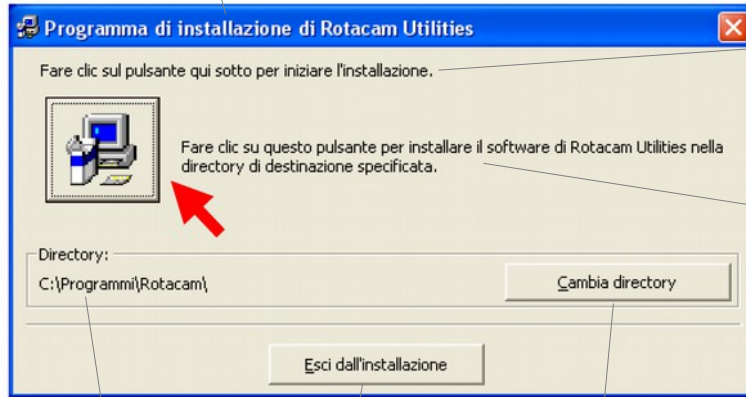 Programma di installazione di Rotacam Utilities
Fare clic sul pulsante qui sotto per iniziare l'installazione.
Fare clic su questo pulsante per installare il software di Rotacam Utilities nella
directory di destinazione specificata.
Directory:
C:\Programmi\Rotacam\
Cambia directory
Esci dall'installazione